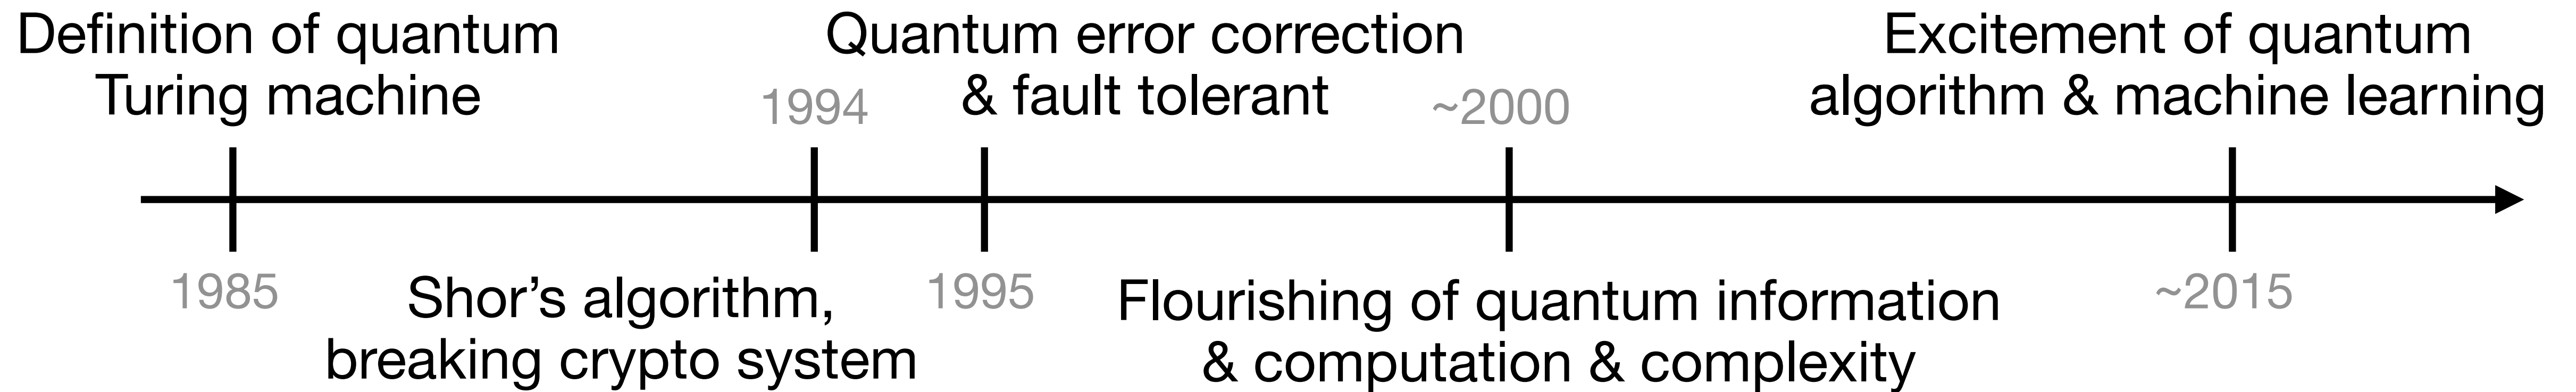 Definition of quantum
Turing machine
1985
1994
Shor’s algorithm,
breaking crypto system
Quantum error correction
& fault tolerant
1995
~2000
Flourishing of quantum information
& computation & complexity
Excitement of quantum
algorithm & machine learning
~2015